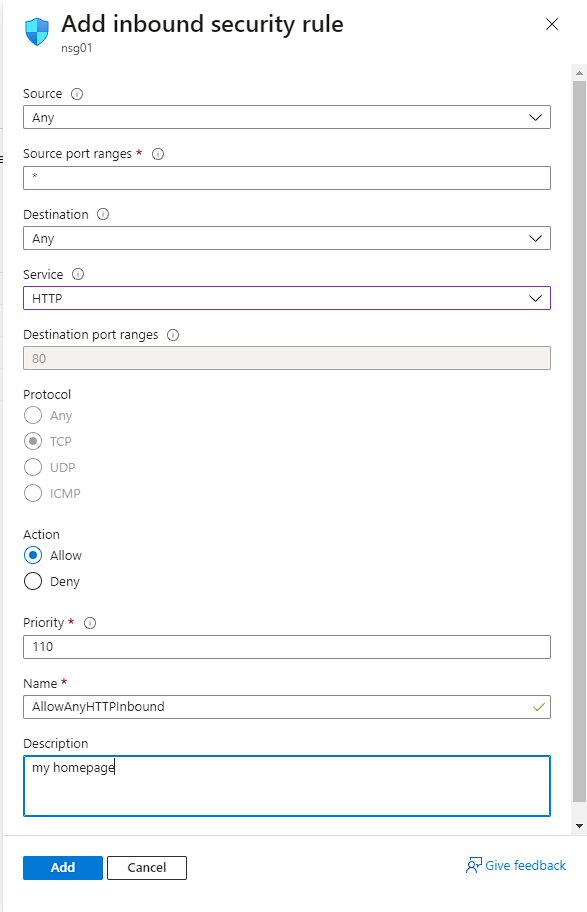 Add inbound security rule
nsg01
Source
Any
Source port ranges *
*
Destination
Any
Service
HTTP
Destination port ranges
80
Protocol
Any
TCP
UDP
ICMP
Action
Allow
Deny
Priority *
110
Name *
AllowAnyHTTPInbound
Description
my homepage
Add Cancel Give feedback